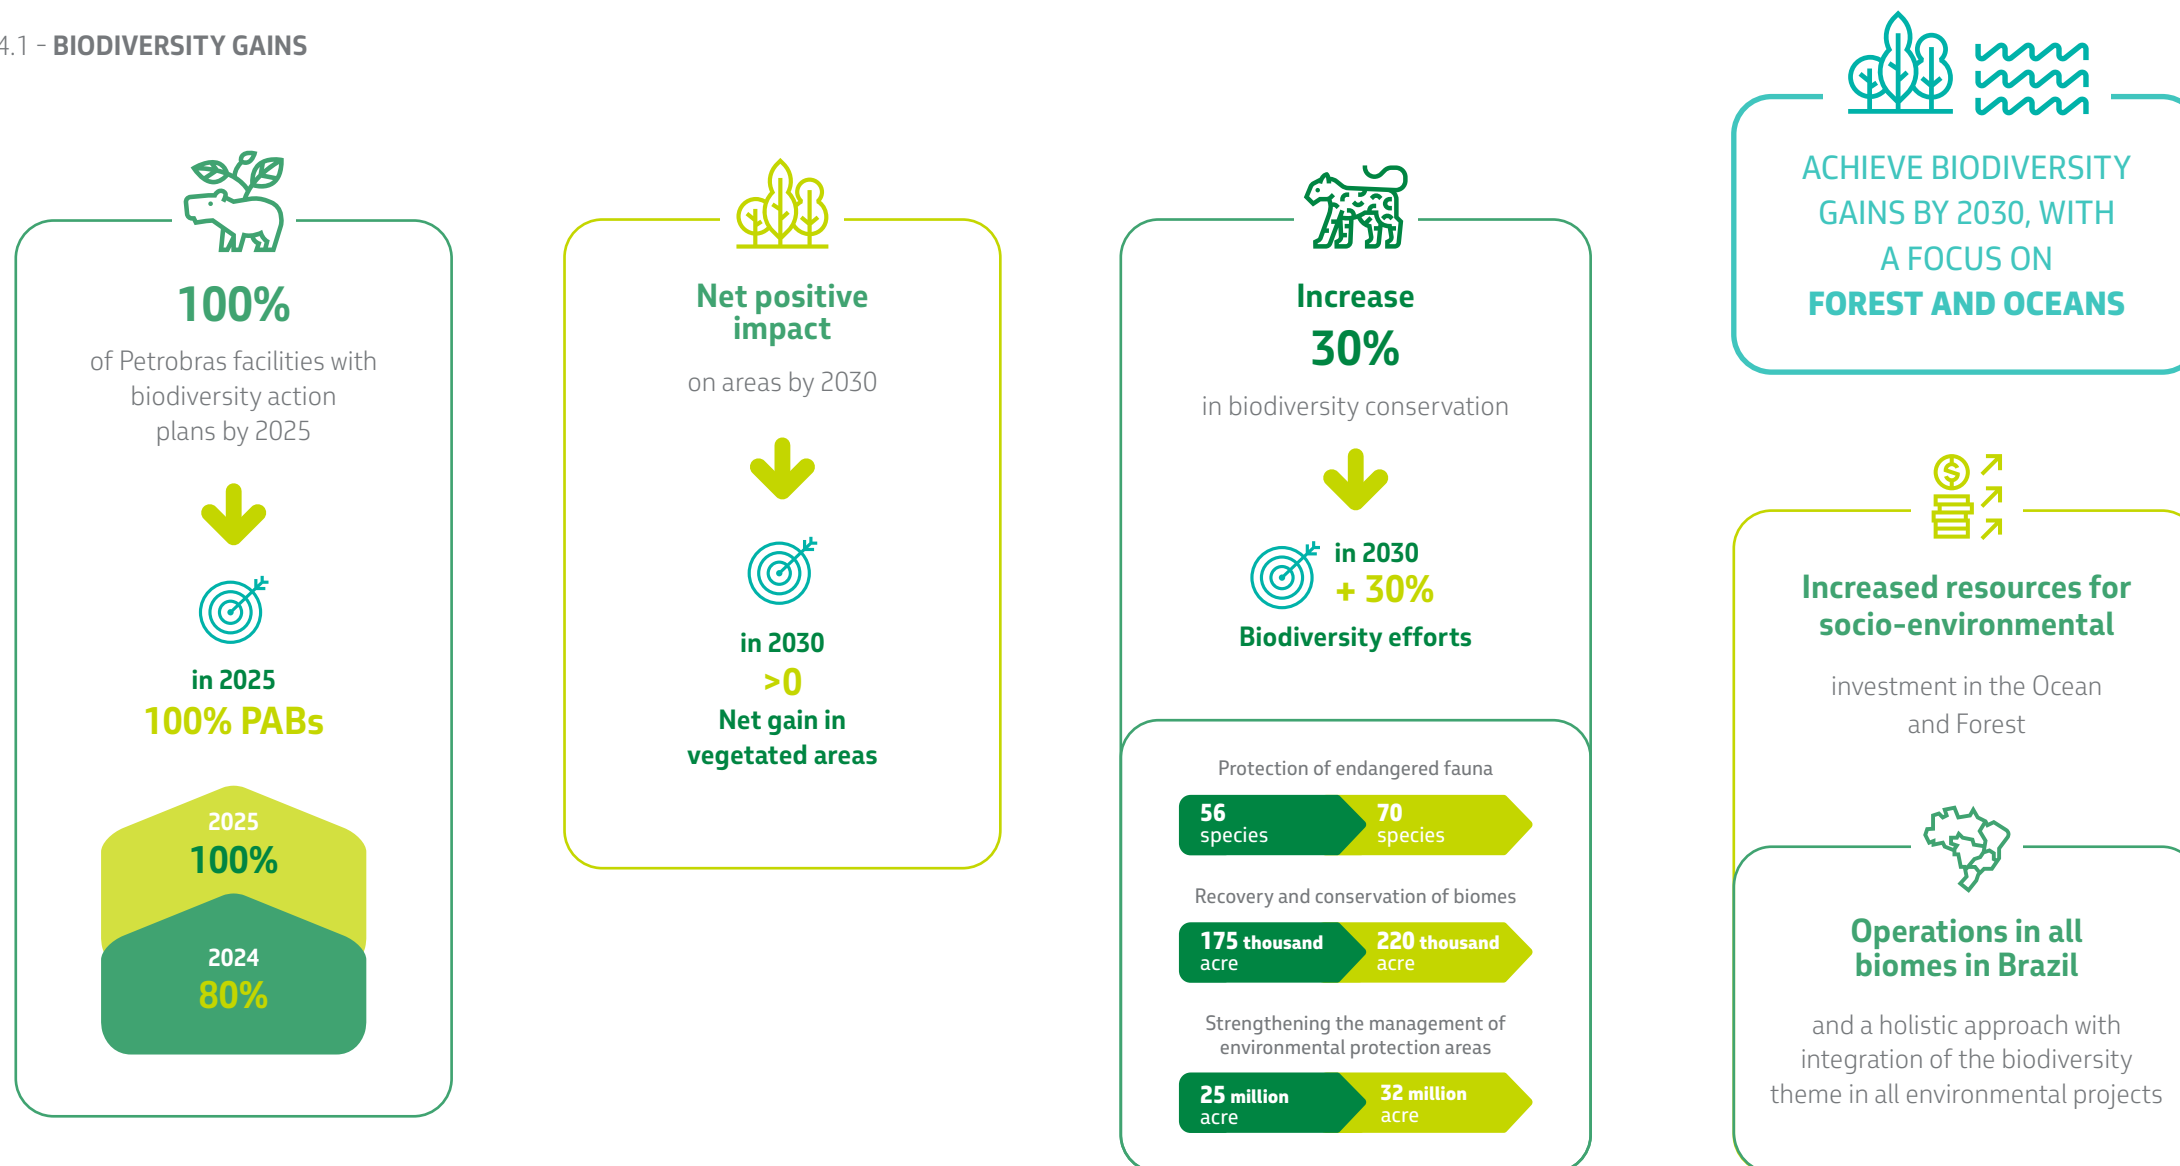 4.1 - BIODIVERSITY GAINS
100%
of Petrobras facilities with
biodiversity action
plans by 2025
in 2025
100% PABs
2025
100%
2024
80%
Net positive
impact
on areas by 2030
in 2030
>0
Net gain in
vegetated areas
Increase
30%
in biodiversity conservation
in 2030
+ 30%
Biodiversity efforts
Protection of endangered fauna
56
species
70
species
Recovery and conservation of biomes
175 thousand
acre
220 thousand
acre
Strengthening the management of
environmental protection areas
25 million
acre
32 million
acre
ACHIEVE BIODIVERSITY
GAINS BY 2030, WITH
A FOCUS ON
FOREST AND OCEANS
Increased resources for
socio-environmental
investment in the Ocean
and Forest
Operations in all
biomes in Brazil
and a holistic approach with
integration of the biodiversity
theme in all environmental projects